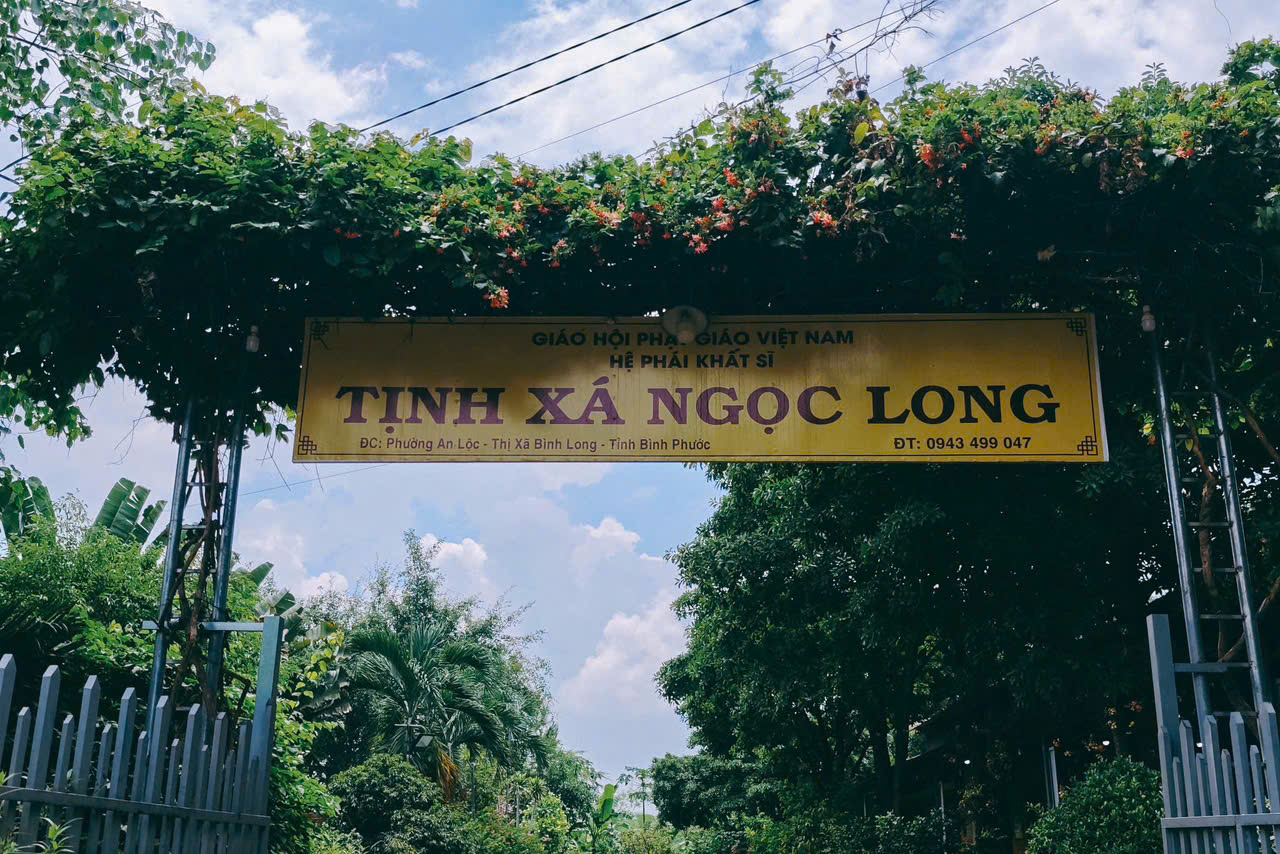 GIÁO HỘI PHẬT GIÁO VIỆT NAM
HỆ PHÁI KHẤT SĨ
TỊNH XÁ NGỌC LONG
ĐC: Phường An Lộc - Thị Xã Bình Long - Tỉnh Bình Phước ĐT: 0943 499 047